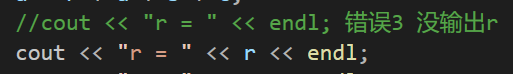 //cout << "r = " << endl; 错误3 没输出r
cout << "r = " << r << endl;